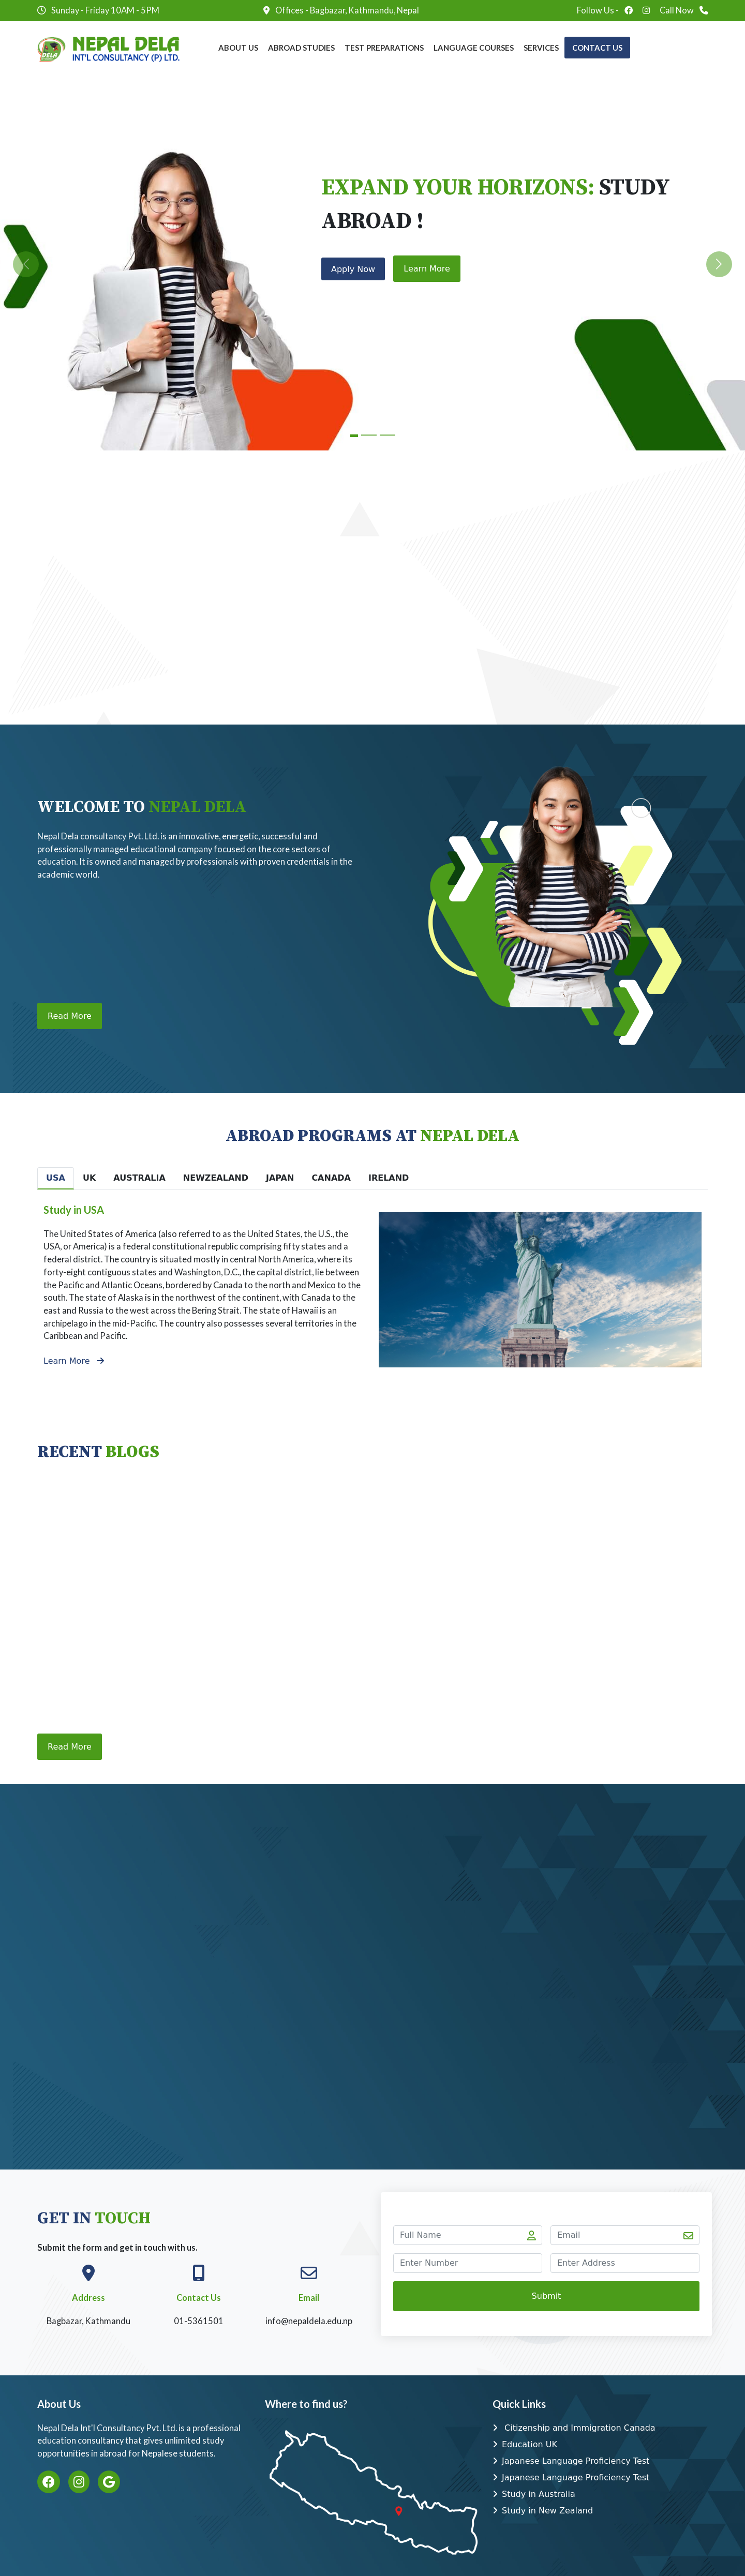 Sunday - Friday 10AM - 5PM
Offices - Bagbazar, Kathmandu, Nepal
Follow Us -
Call Now
NEPAL DELA
INT'L CONSULTANCY (P) LTD.
ABOUT US
ABROAD STUDIES
TEST PREPARATIONS
LANGUAGE COURSES
SERVICES
CONTACT US
EXPAND YOUR HORIZONS: STUDY
ABROAD !
Apply Now
Learn More
WELCOME TO NEPAL DELA
Nepal Dela consultancy Pvt. Ltd. is an innovative, energetic, successful and
professionally managed educational company focused on the core sectors of
education. It is owned and managed by professionals with proven credentials in the
academic world.
Read More
ABROAD PROGRAMS AT NEPAL DELA
USA
UK
AUSTRALIA
NEWZEALAND
JAPAN
CANADA
IRELAND
Study in USA
The United States of America (also referred to as the United States, the U.S., the
USA, or America) is a federal constitutional republic comprising fifty states and a
federal district. The country is situated mostly in central North America, where its
forty-eight contiguous states and Washington, D.C., the capital district, lie between
the Pacific and Atlantic Oceans, bordered by Canada to the north and Mexico to the
south. The state of Alaska is in the northwest of the continent, with Canada to the
east and Russia to the west across the Bering Strait. The state of Hawaii is an
archipelago in the mid-Pacific. The country also possesses several territories in the
Caribbean and Pacific.
Learn More
RECENT BLOGS
Read More
GET IN TOUCH
Submit the form and get in touch with us.
Address
Bagbazar, Kathmandu
Contact Us
01-5361501
Email
info@nepaldela.edu.np
Full Name
Email
Enter Number
Enter Address
Submit
About Us
Nepal Dela Int'l Consultancy Pvt. Ltd. is a professional
education consultancy that gives unlimited study
opportunities in abroad for Nepalese students.
Where to find us?
Quick Links
Citizenship and Immigration Canada
Education UK
Japanese Language Proficiency Test
Japanese Language Proficiency Test
Study in Australia
Study in New Zealand